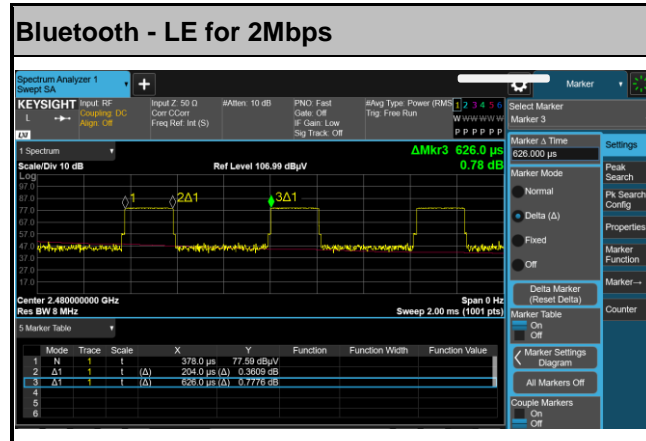 Bluetooth - LE for 2Mbps
Spectrum Analyzer 1
Swept SA
+
Marker
KEYSIGHT
L
Input: RF
Coupling: DC
Align: Off
Input Z: 50 Ω
Corr CCorr
Freq Ref: Int (S)
#Atten: 10 dB
PNO: Fast
Gate: Off
IF Gain: Low
Sig Track: Off
#Avg Type: Power (RMS
Trig: Free Run
1 2 3 4 5 6
W W W W W W
P P P P P P
Select Marker
Marker 3
1 Spectrum
ΔMkr3 626.0 µs
0.78 dB
Scale/Div 10 dB
Ref Level 106.99 dBµV
Log
97.0
87.0
77.0
67.0
57.0
47.0
37.0
27.0
17.0
1
2Δ1
3Δ1
Center 2.480000000 GHz
Res BW 8 MHz
Span 0 Hz
Sweep 2.00 ms (1001 pts)
5 Marker Table
Mode Trace Scale X Y Function Function Width Function Value
1 N 1 t 378.0 µs 77.59 dBµV
2 Δ1 1 t (Δ) 204.0 µs (Δ) 0.3609 dB
3 Δ1 1 t (Δ) 626.0 µs (Δ) 0.7776 dB
4
5
6
Marker Δ Time
626.000 µs
Marker Mode
Normal
Delta (Δ)
Fixed
Off
Delta Marker
(Reset Delta)
Marker Table
On
Off
Marker Settings
Diagram
All Markers Off
Couple Markers
On
Off
Settings
Peak
Search
Pk Search
Config
Properties
Marker
Function
Marker→
Counter